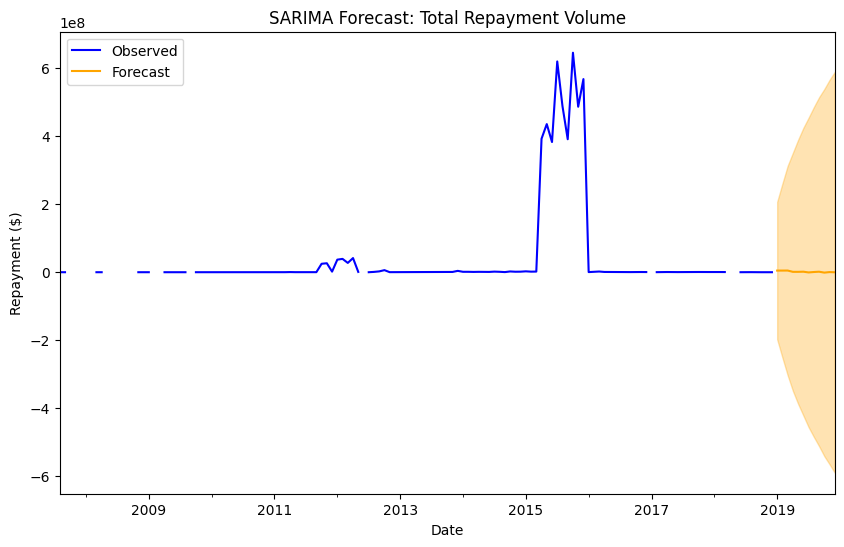 SARIMA Forecast: Total Repayment Volume
1e8
Observed
Forecast
6
4
2
0
−2
−4
−6
Repayment ($)
2009
2011
2013
2015
2017
2019
Date